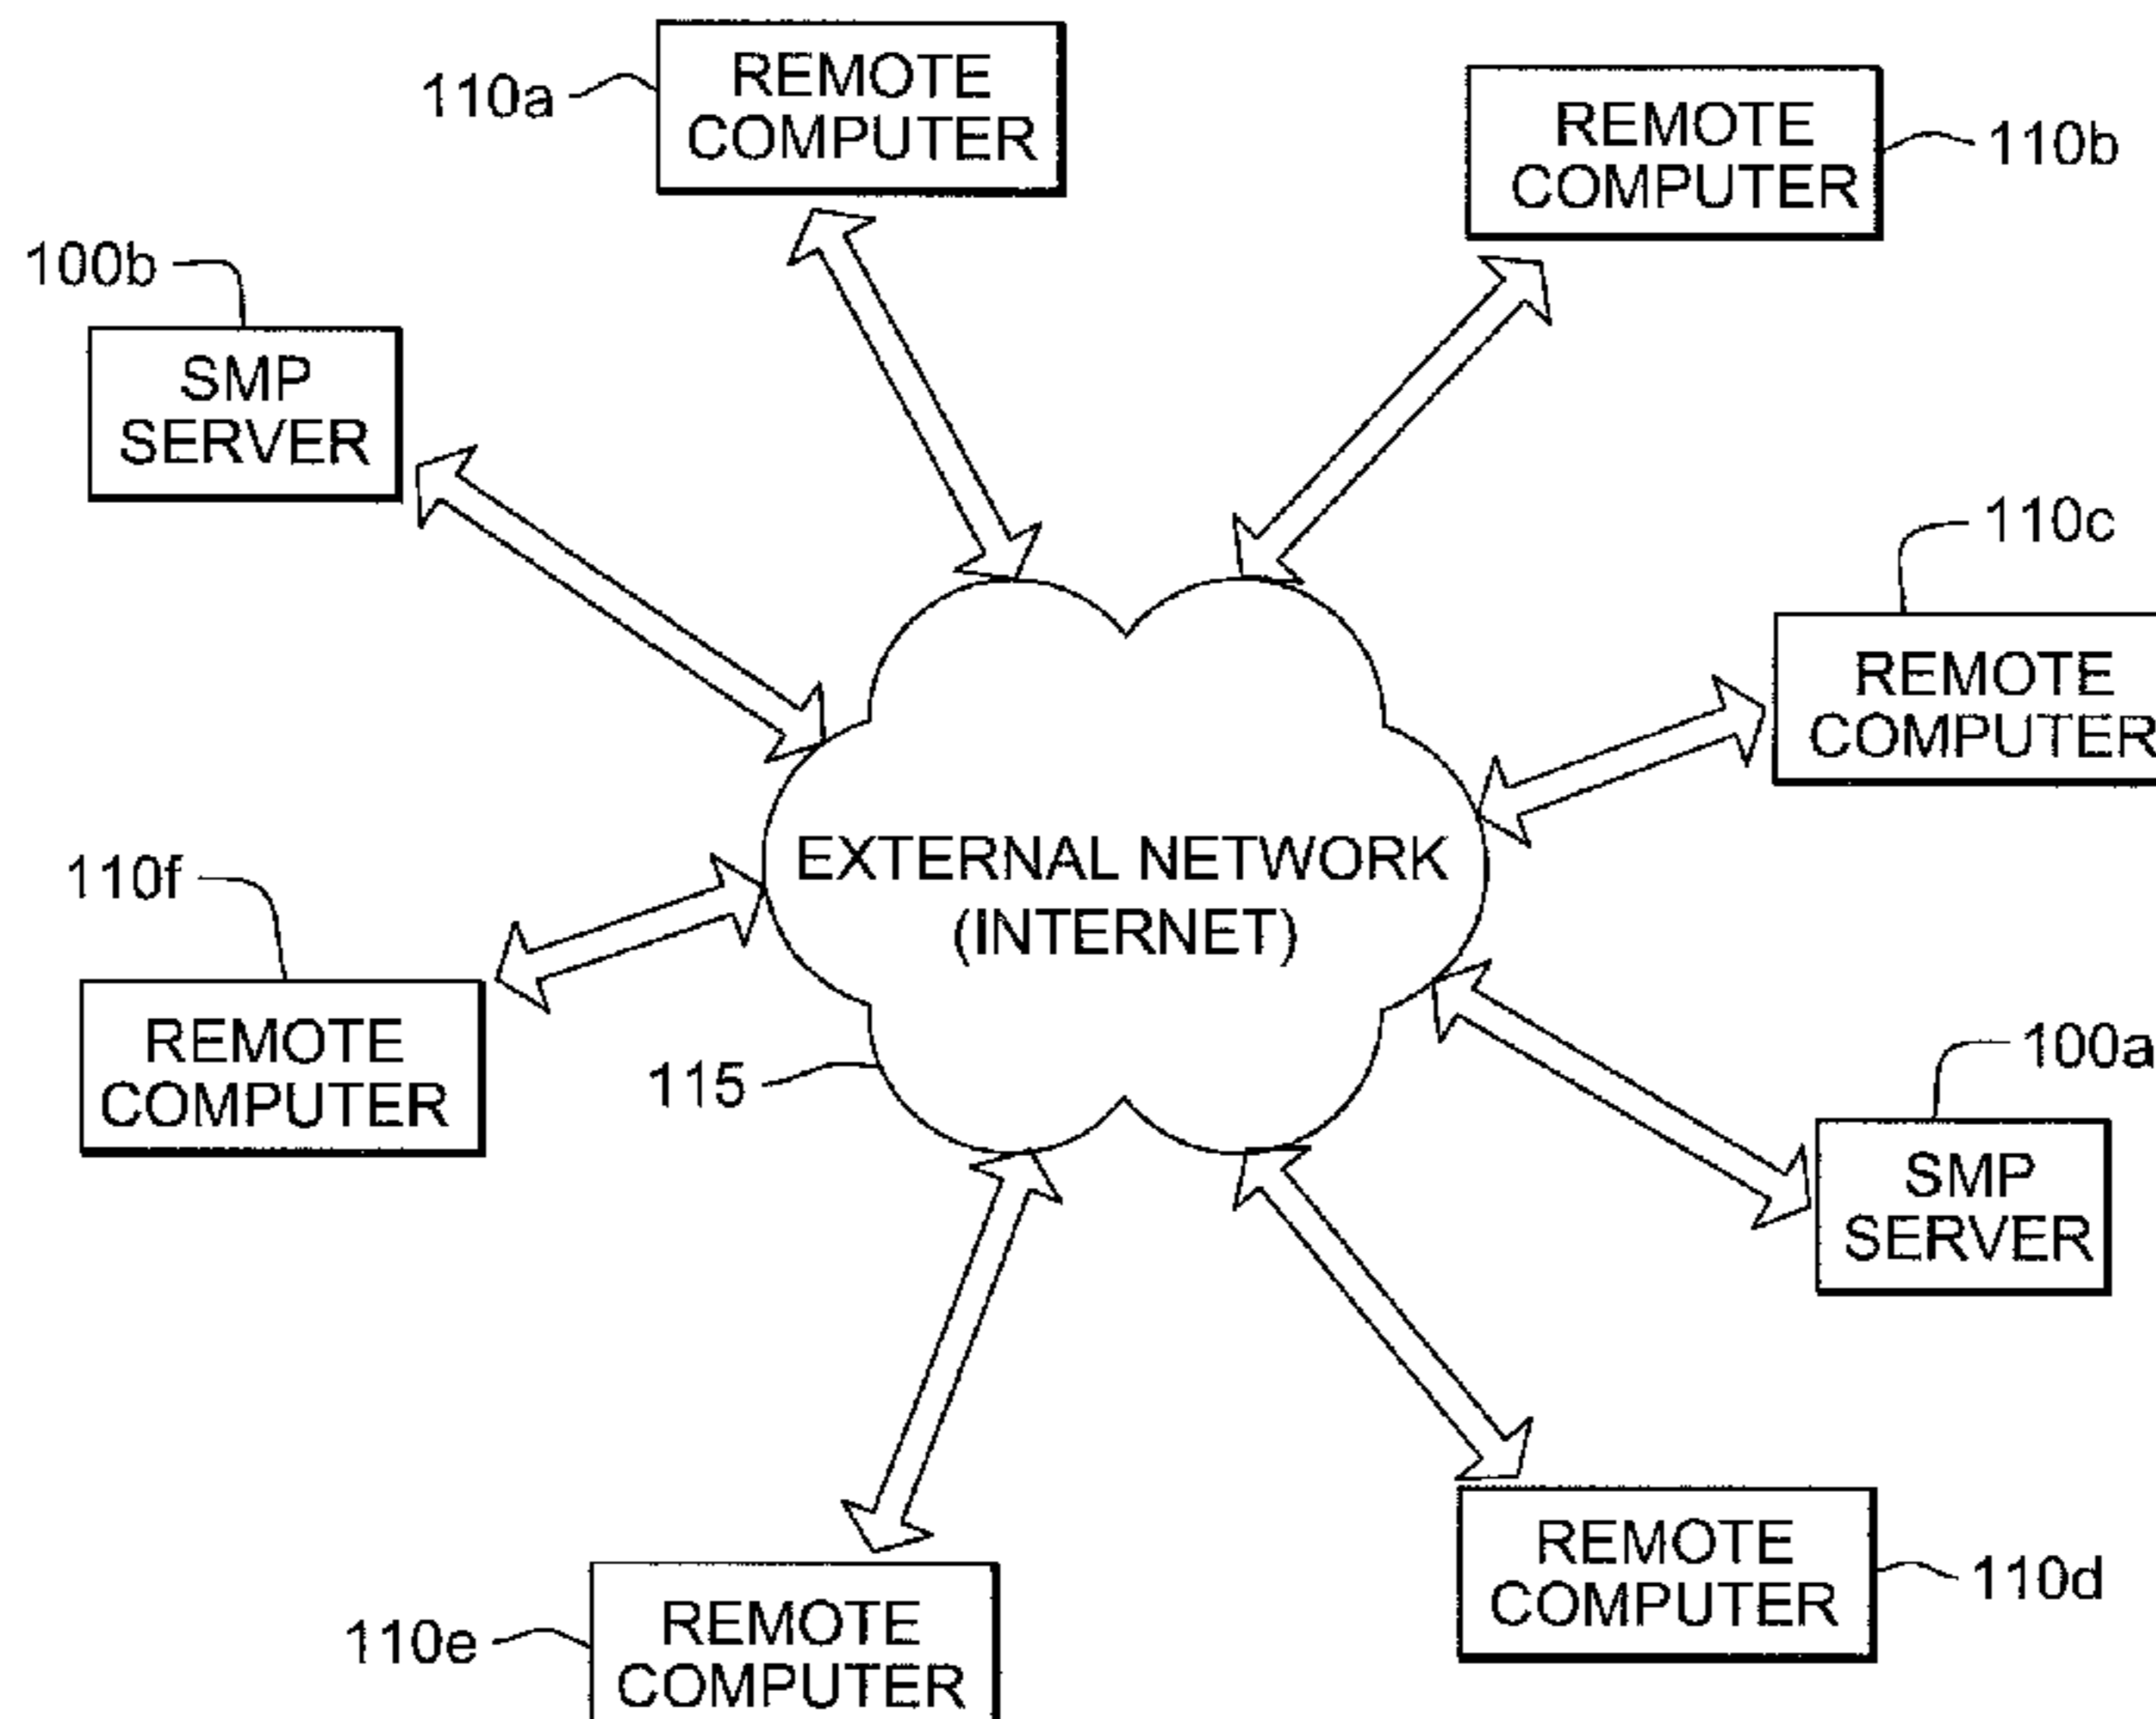 110a
REMOTE
COMPUTER
REMOTE
COMPUTER
110b
100b
SMP
SERVER
110c
REMOTE
COMPUTER
EXTERNAL NETWORK
(INTERNET)
110f
REMOTE
COMPUTER
115
100a
SMP
SERVER
REMOTE
COMPUTER
110d
110e
REMOTE
COMPUTER